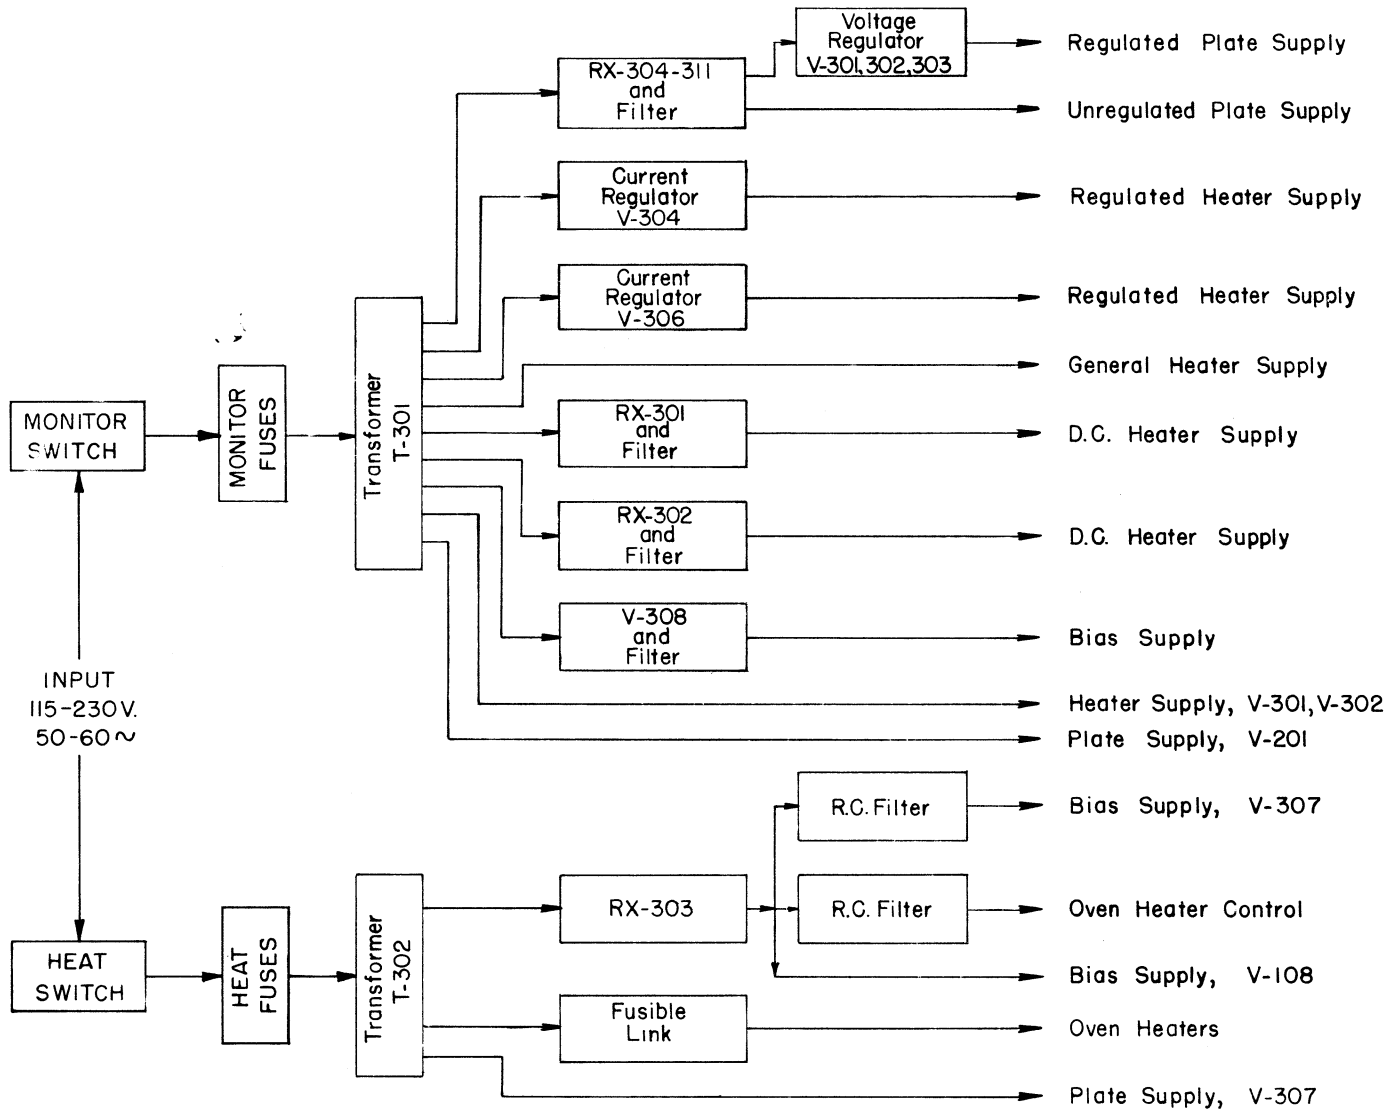 Voltage
Regulator
V-301,302,303
Regulated Plate Supply
RX-304-311
and
Filter
Unregulated Plate Supply
Current
Regulator
V-304
Regulated Heater Supply
Current
Regulator
V-306
Regulated Heater Supply
General Heater Supply
MONITOR
SWITCH
MONITOR
FUSES
Transformer
T-301
RX-301
and
Filter
D.C. Heater Supply
RX-302
and
Filter
D.C. Heater Supply
V-308
and
Filter
Bias Supply
INPUT
115-230V.
50-60~
Heater Supply, V-301, V-302
Plate Supply, V-201
R.C. Filter
Bias Supply, V-307
RX-303
R.C. Filter
Oven Heater Control
HEAT
SWITCH
HEAT
FUSES
Transformer
T-302
Bias Supply, V-108
Fusible
Link
Oven Heaters
Plate Supply, V-307